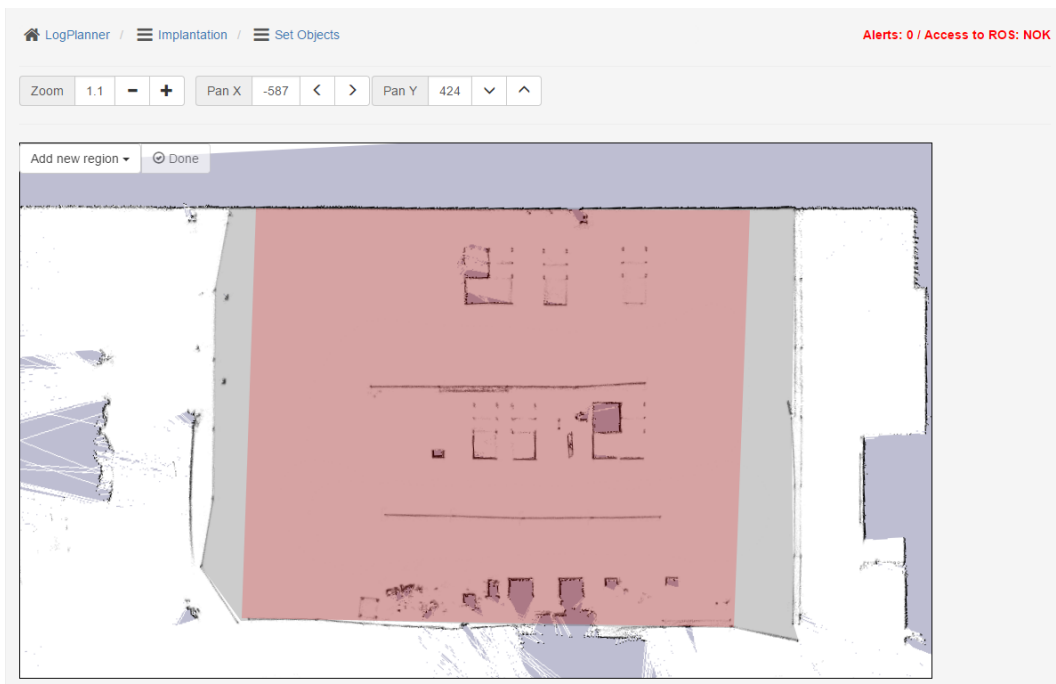 LogPlanner / Implantation / Set Objects Alerts: 0 / Access to ROS: NOK
Zoom 1.1 Pan X -587 Pan Y 424
Add new region Done